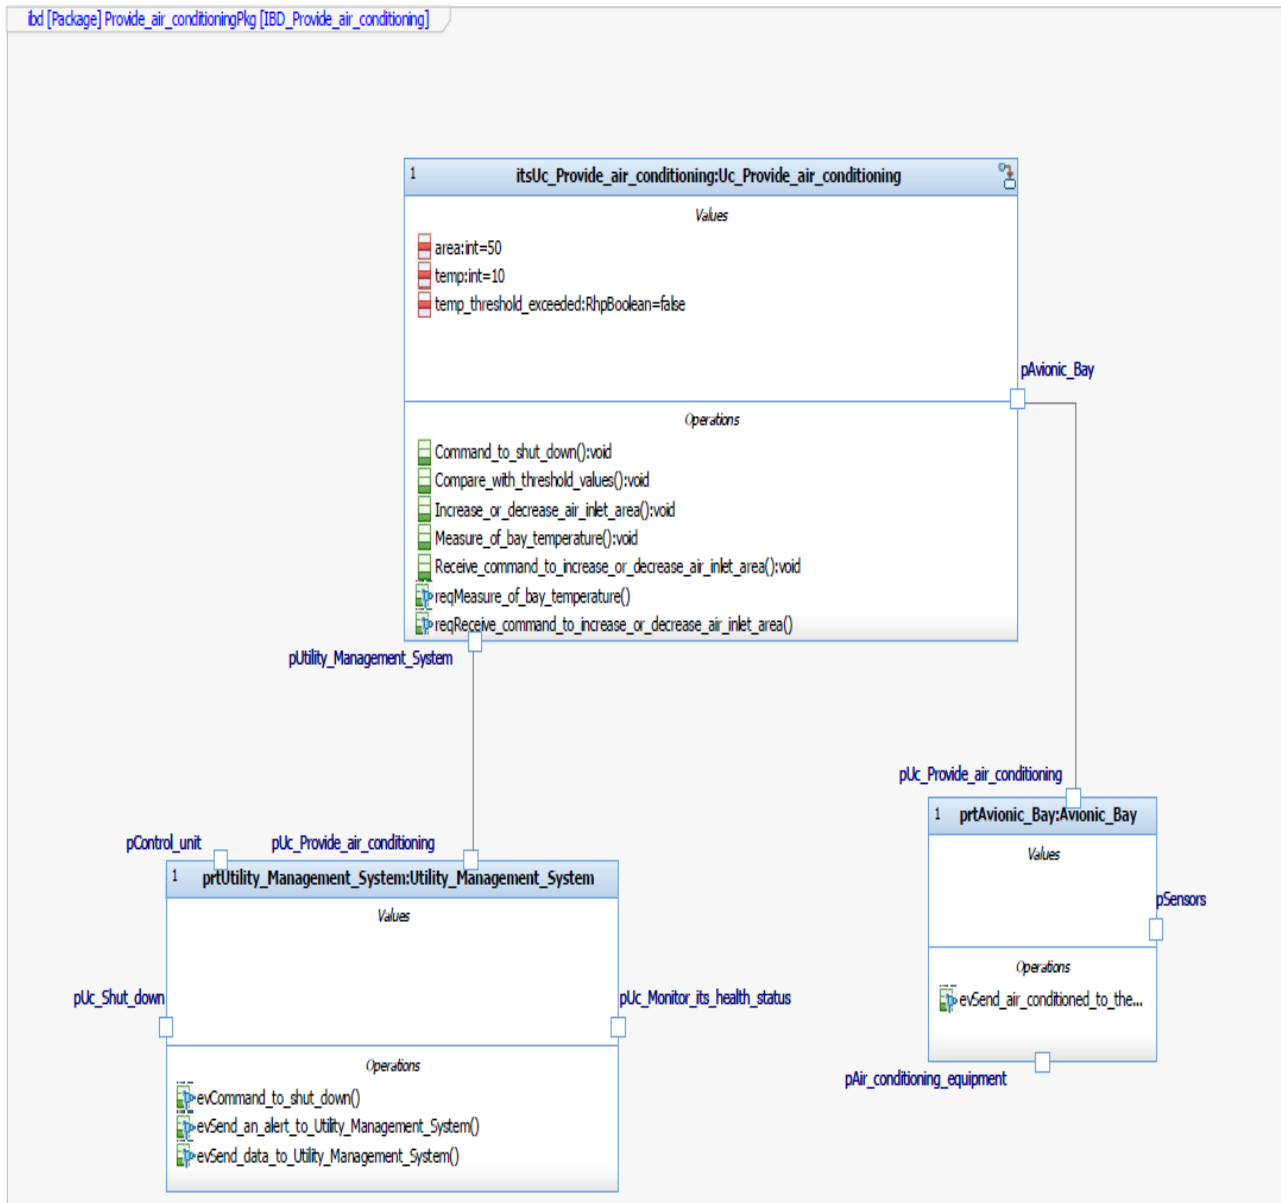 ibd [Package] Provide_air_conditioningPkg [IBD_Provide_air_conditioning]
1 itsUc_Provide_air_conditioning:Uc_Provide_air_conditioning
Values
area:int=50
temp:int=10
temp_threshold_exceeded:RhpBoolean=false
pAvionic_Bay
Operations
Command_to_shut_down():void
Compare_with_threshold_values():void
Increase_or_decrease_air_inlet_area():void
Measure_of_bay_temperature():void
Receive_command_to_increase_or_decrease_air_inlet_area():void
reqMeasure_of_bay_temperature()
reqReceive_command_to_increase_or_decrease_air_inlet_area()
pUtility_Management_System
pUc_Provide_air_conditioning
1 prtAvionic_Bay:Avionic_Bay
Values
pSensors
Operations
evSend_air_conditioned_to_the...
pAir_conditioning_equipment
pControl_unit
pUc_Provide_air_conditioning
1 prtUtility_Management_System:Utility_Management_System
Values
pUc_Shut_down
pUc_Monitor_its_health_status
Operations
evCommand_to_shut_down()
evSend_an_alert_to_Utility_Management_System()
evSend_data_to_Utility_Management_System()